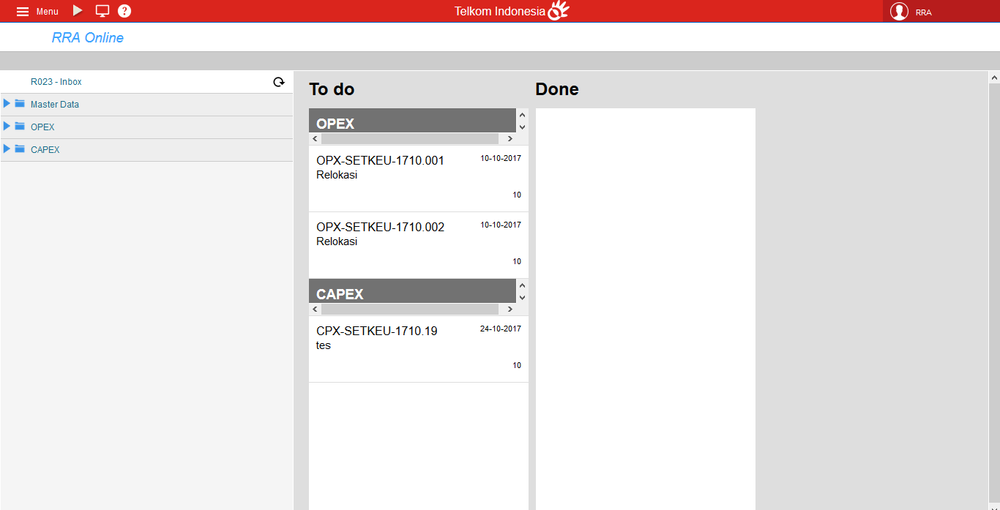 Menu
?
Telkom Indonesia
RRA
RRA Online
R023 - Inbox
Master Data
OPEX
CAPEX
To do
OPEX
OPX-SETKEU-1710.001
10-10-2017
Relokasi
10
OPX-SETKEU-1710.002
10-10-2017
Relokasi
10
CAPEX
CPX-SETKEU-1710.19
24-10-2017
tes
10
Done